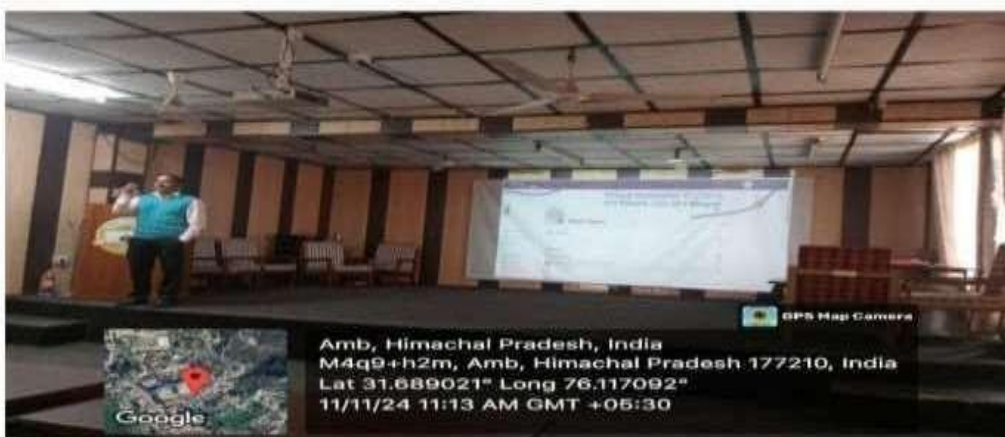 GPS Map Camera
Amb, Himachal Pradesh, India
M4q9+h2m, Amb, Himachal Pradesh 177210, India
Lat 31.689021° Long 76.117092°
11/11/24 11:13 AM GMT +05:30
Google